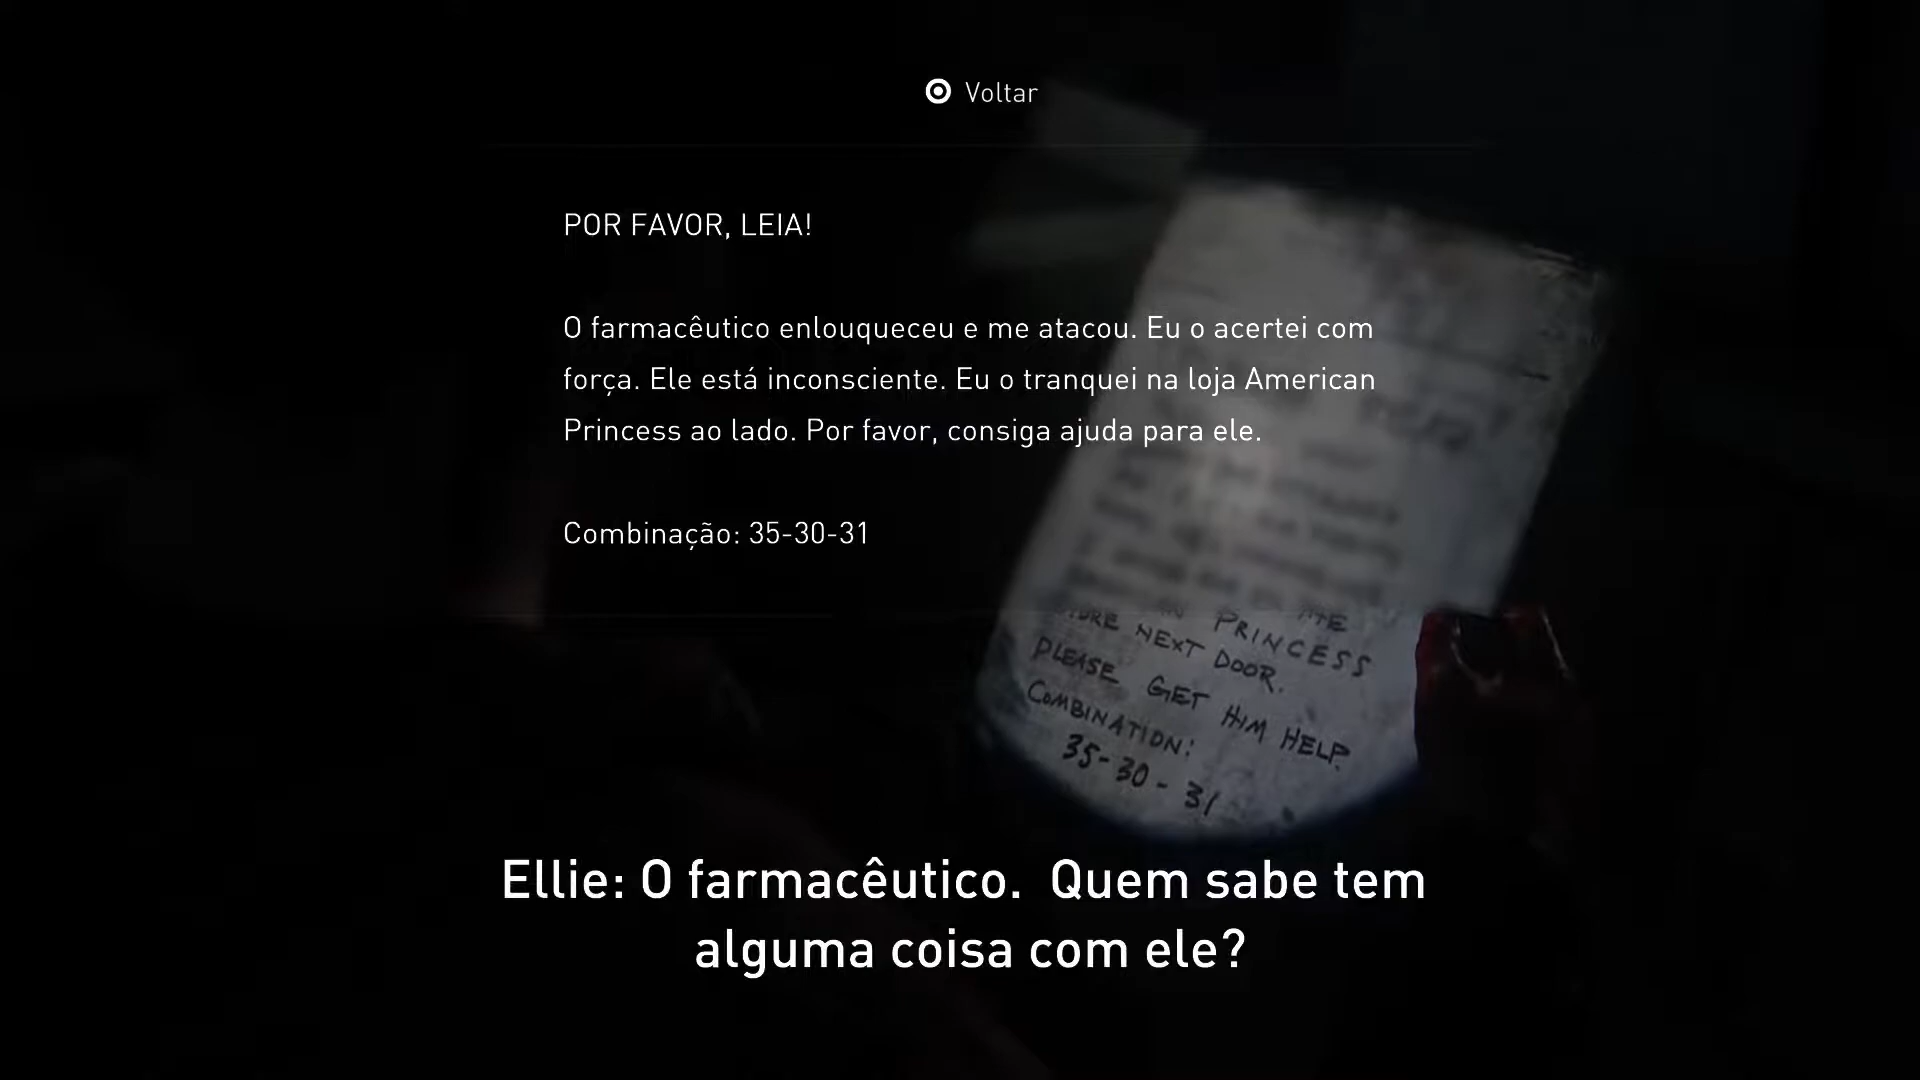 Voltar
POR FAVOR, LEIA!
O farmacêutico enlouqueceu e me atacou. Eu o acertei com
força. Ele está inconsciente. Eu o tranquei na loja American
Princess ao lado. Por favor, consiga ajuda para ele.
Combinação: 35-30-31
PRINCESS
NEXT DOOR.
PLEASE GET HIM HELP.
COMBINATION:
35-30-31
Ellie: O farmacêutico. Quem sabe tem
alguma coisa com ele?